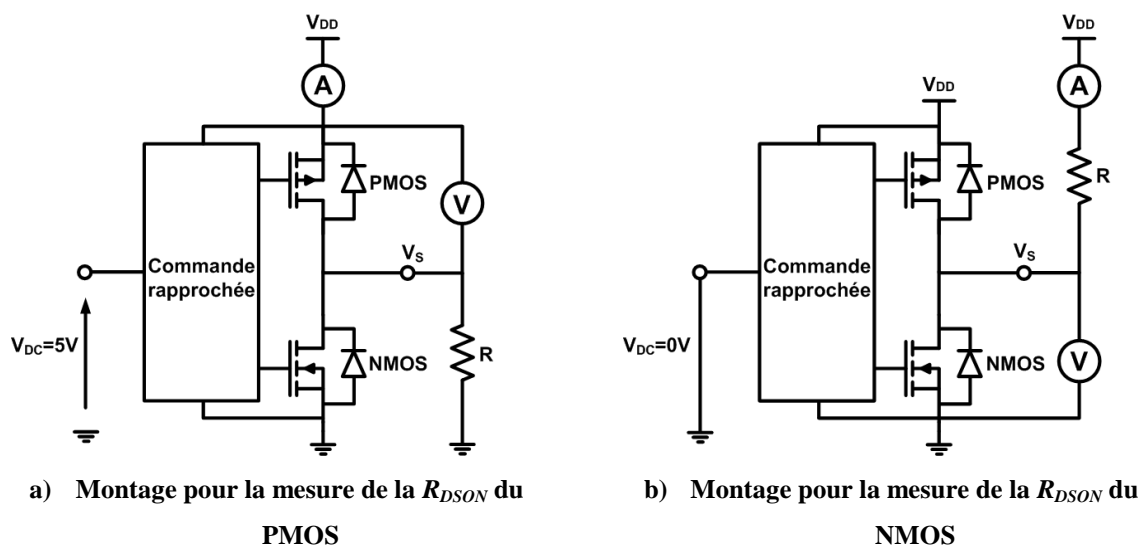 VDD
A
PMOS
V
VS
Commande
rapprochée
VDC=5V
NMOS
R
a) Montage pour la mesure de la RDSON du
PMOS
VDD
A
VDD
R
PMOS
VS
Commande
rapprochée
VDC=0V
NMOS
V
b) Montage pour la mesure de la RDSON du
NMOS